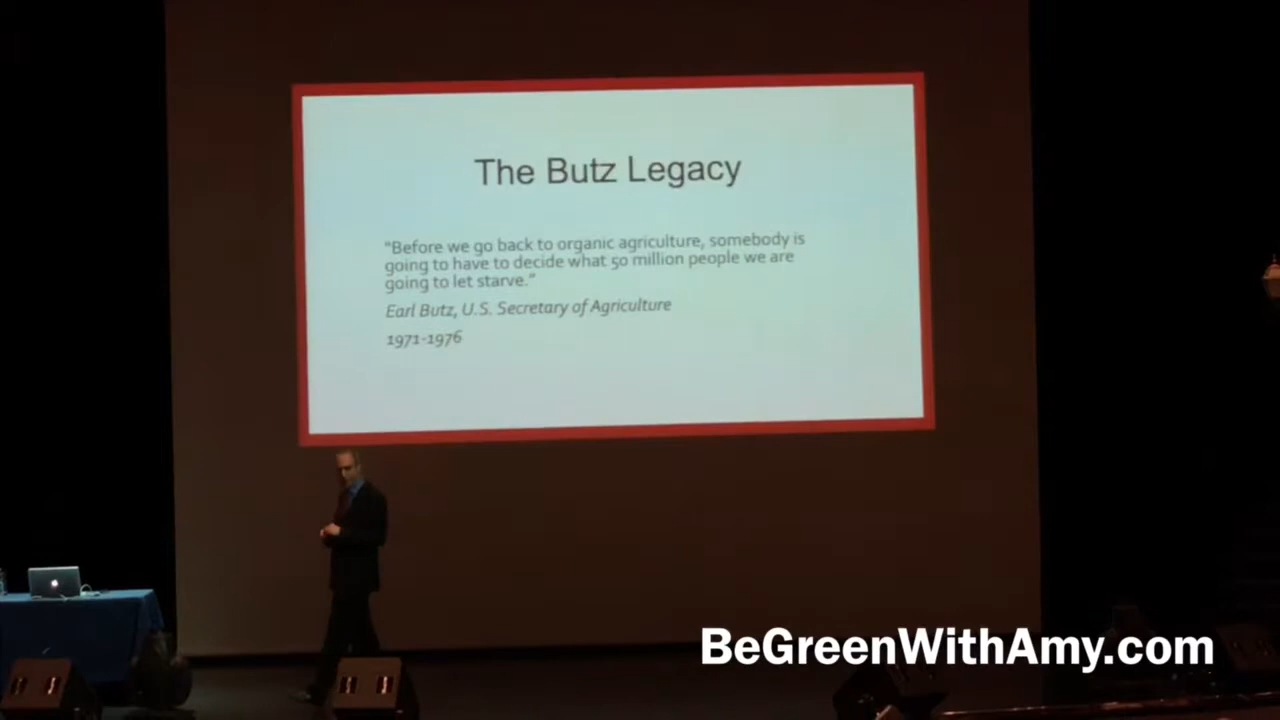 The Butz Legacy
“Before we go back to organic agriculture, somebody is
going to have to decide what 50 million people we are
going to let starve.”
Earl Butz, U.S. Secretary of Agriculture
1971-1976
BeGreenWithAmy.com